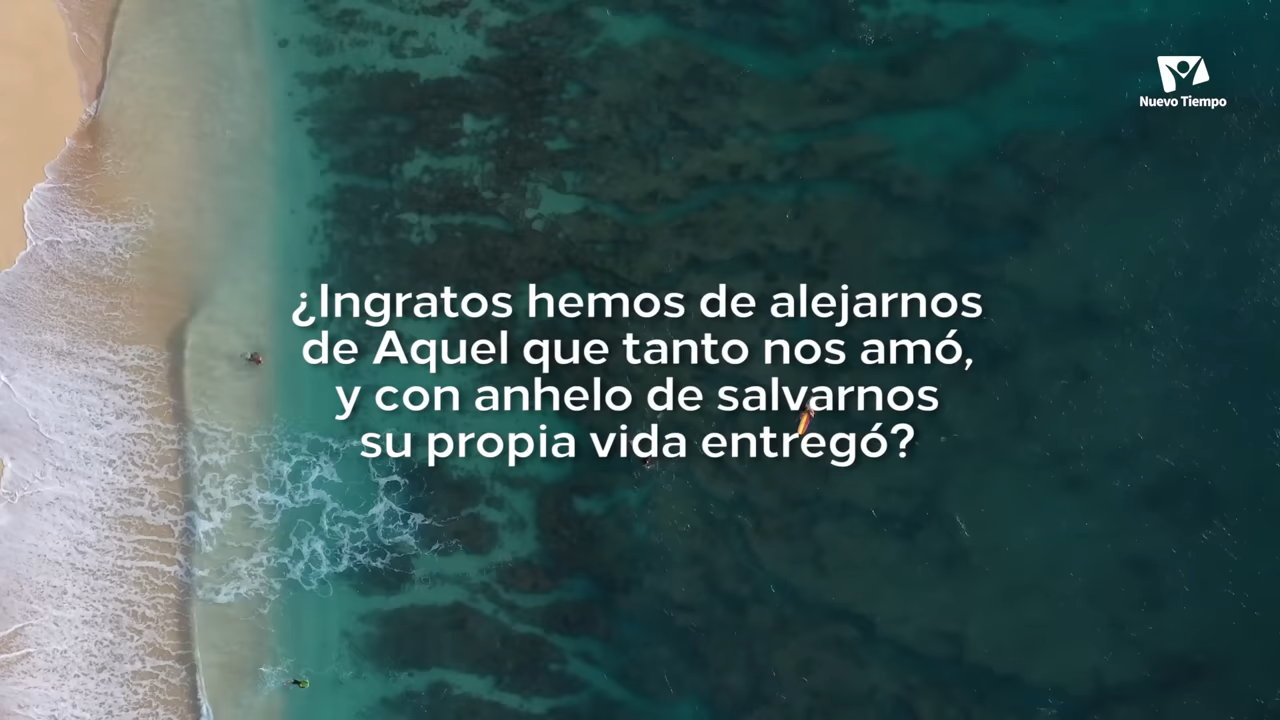 Nuevo Tiempo
¿Ingratos hemos de alejarnos
de Aquel que tanto nos amó,
y con anhelo de salvarnos
su propia vida entregó?